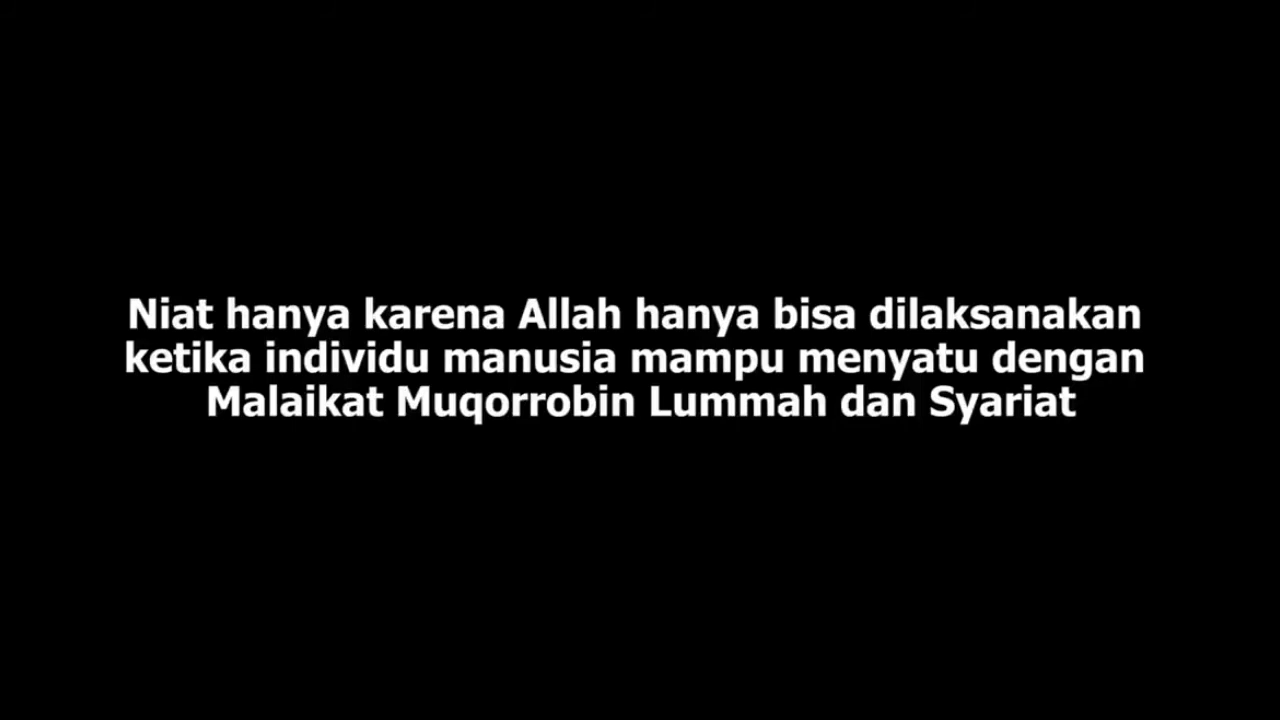 Niat hanya karena Allah hanya bisa dilaksanakan
ketika individu manusia mampu menyatu dengan
Malaikat Muqorrobin Lummah dan Syariat